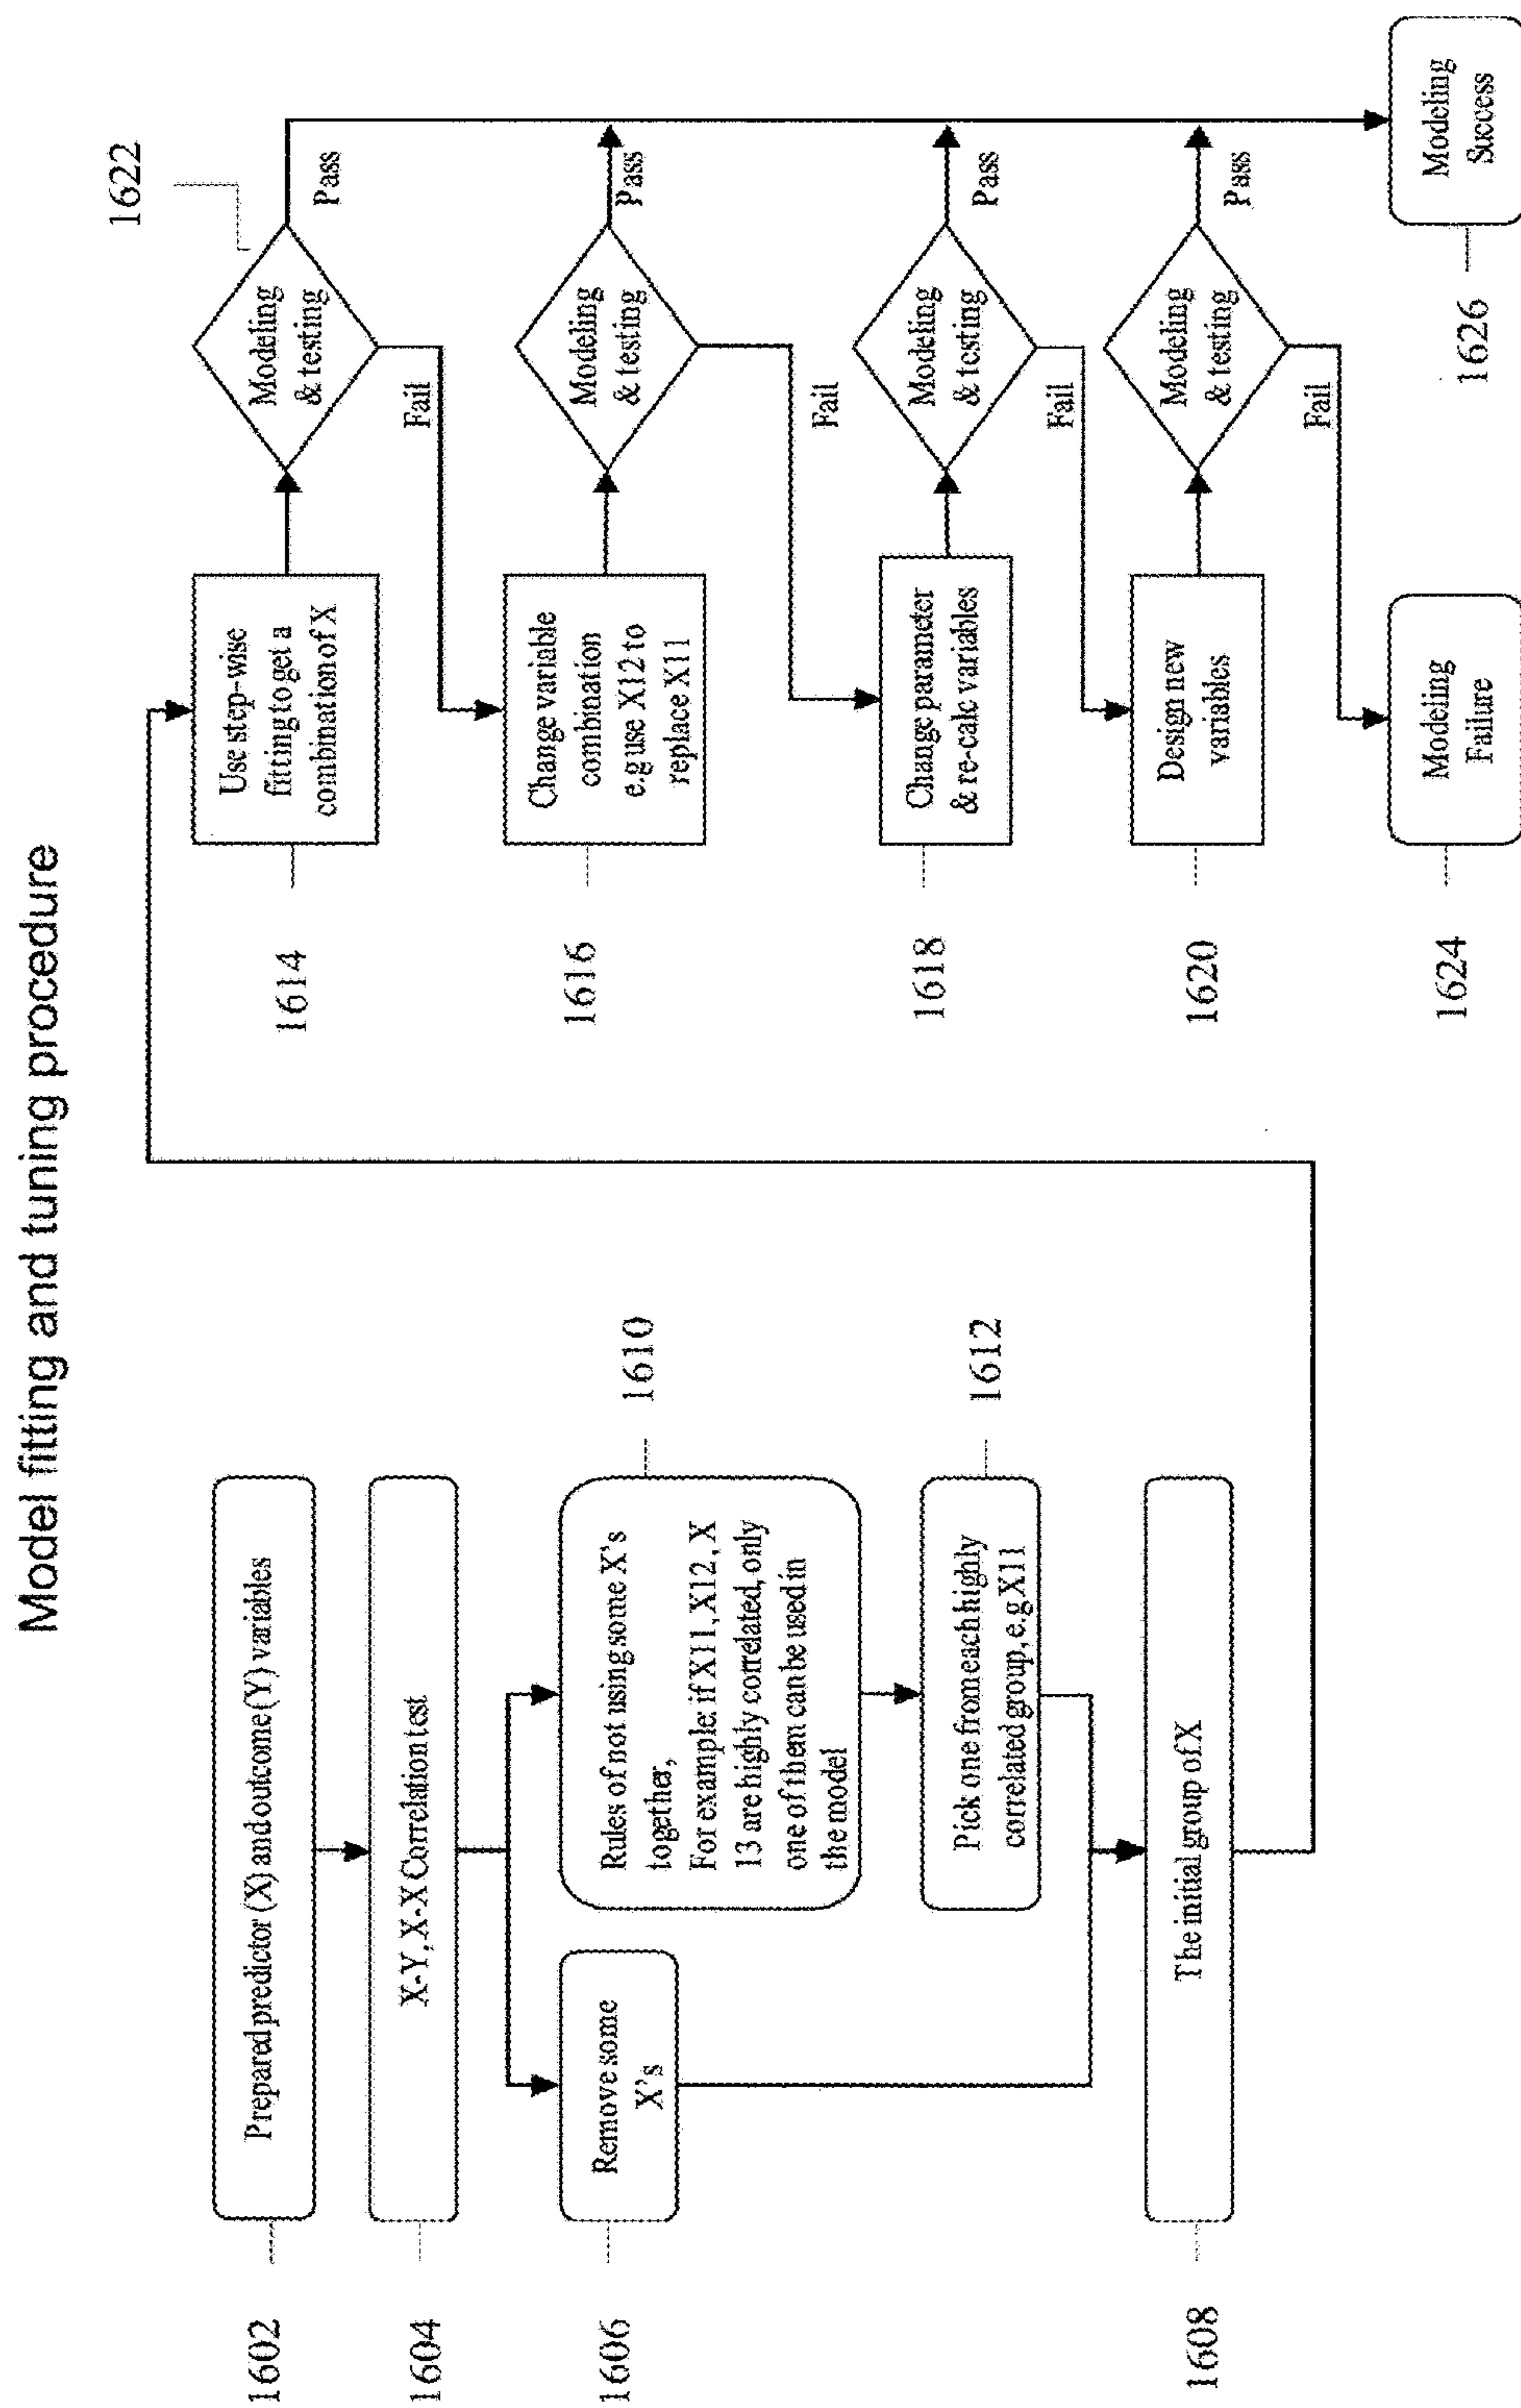 Model fitting and tuning procedure
1602
Prepared predictor (X) and outcome (Y) variables
1604
X-Y, X-X Correlation test
1606
Remove some
X's
Rules of not using some X's
together,
For example: if X11, X12, X
13 are highly correlated, only
one of them can be used in
the model
1610
Pick one from each highly
correlated group, e.g X11
1612
1608
The initial group of X
1614
Use step-wise
fitting to get a
combination of X
Modeling
& testing
1622
Pass
Fail
1616
Change variable
combination
e.g use X12 to
replace X11
Modeling
& testing
Pass
Fail
1618
Change parameter
& re-calc variables
Modeling
& testing
Pass
Fail
1620
Design new
variables
Modeling
& testing
Pass
Fail
1624
Modeling
Failure
1626
Modeling
Success